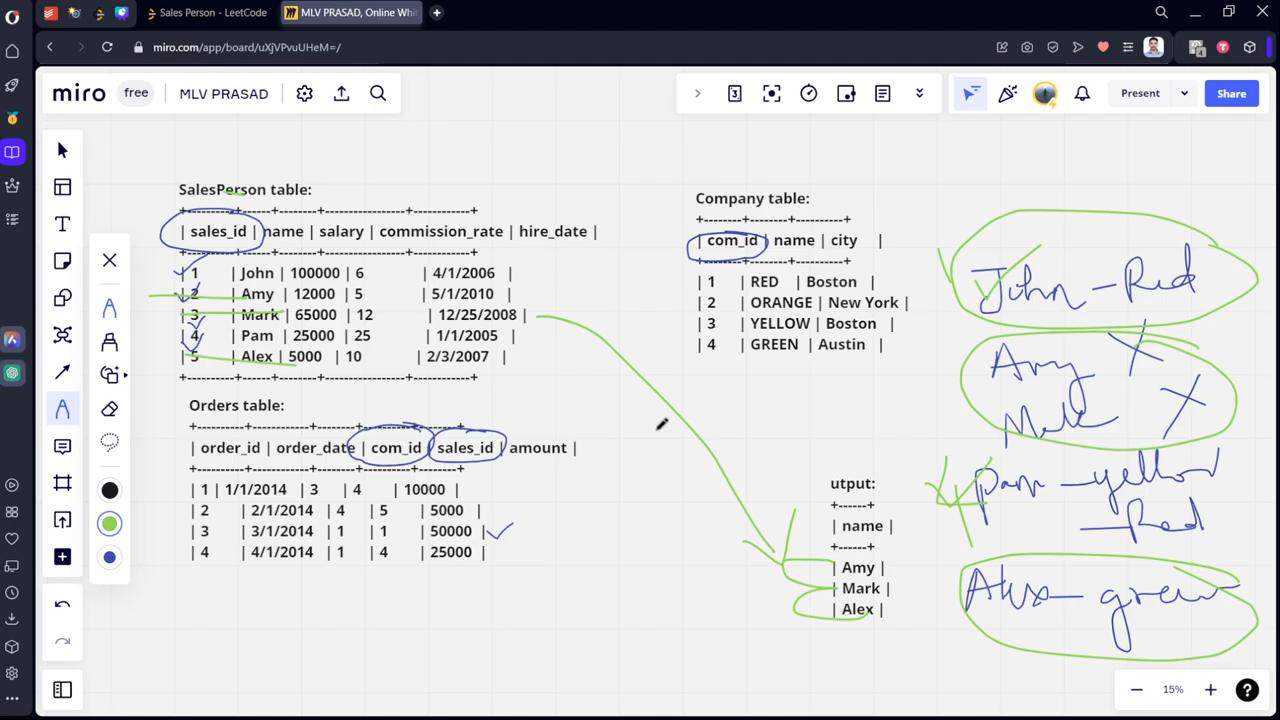 Sales Person - LeetCode
MLV PRASAD, Online Whi
miro.com/app/board/uXjVPvuUHeM=/
miro
free
MLV PRASAD
Present
Share
SalesPerson table:
+--------+------+--------+-----------------+------------+
| sales_id | name | salary | commission_rate | hire_date |
+--------+------+--------+-----------------+------------+
| 1 | John | 100000 | 6 | 4/1/2006 |
| 2 | Amy | 12000 | 5 | 5/1/2010 |
| 3 | Mark | 65000 | 12 | 12/25/2008 |
| 4 | Pam | 25000 | 25 | 1/1/2005 |
| 5 | Alex | 5000 | 10 | 2/3/2007 |
+--------+------+--------+-----------------+------------+
Orders table:
+--------+----------+-------+--------+--------+
| order_id | order_date | com_id | sales_id | amount |
+--------+----------+-------+--------+--------+
| 1 | 1/1/2014 | 3 | 4 | 10000 |
| 2 | 2/1/2014 | 4 | 5 | 5000 |
| 3 | 3/1/2014 | 1 | 1 | 50000 |
| 4 | 4/1/2014 | 1 | 4 | 25000 |
Company table:
+--------+--------+----------+
| com_id | name | city |
+--------+--------+----------+
| 1 | RED | Boston |
| 2 | ORANGE | New York |
| 3 | YELLOW | Boston |
| 4 | GREEN | Austin |
utput:
+------+
| name |
+------+
| Amy |
| Mark |
| Alex |
John - Red
Amy X
X
pam - yellow
- Red
Alex - green
15%